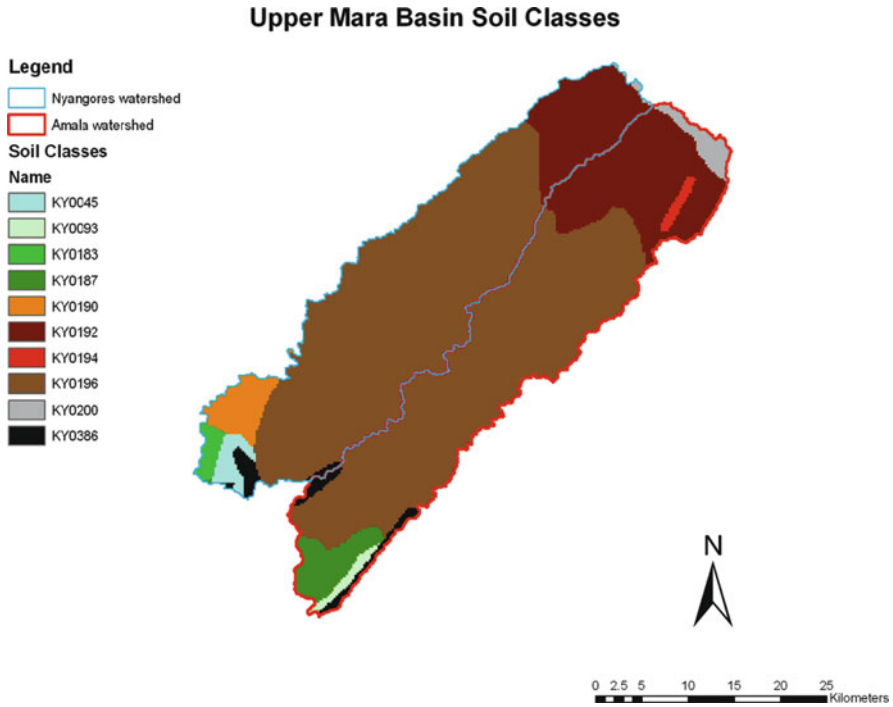 Upper Mara Basin Soil Classes
Legend
Nyangores watershed
Amala watershed
Soil Classes
Name
KY0045
KY0093
KY0183
KY0187
KY0190
KY0192
KY0194
KY0196
KY0200
KY0386
N
0 2.5 5 10 15 20 25
Kilometers